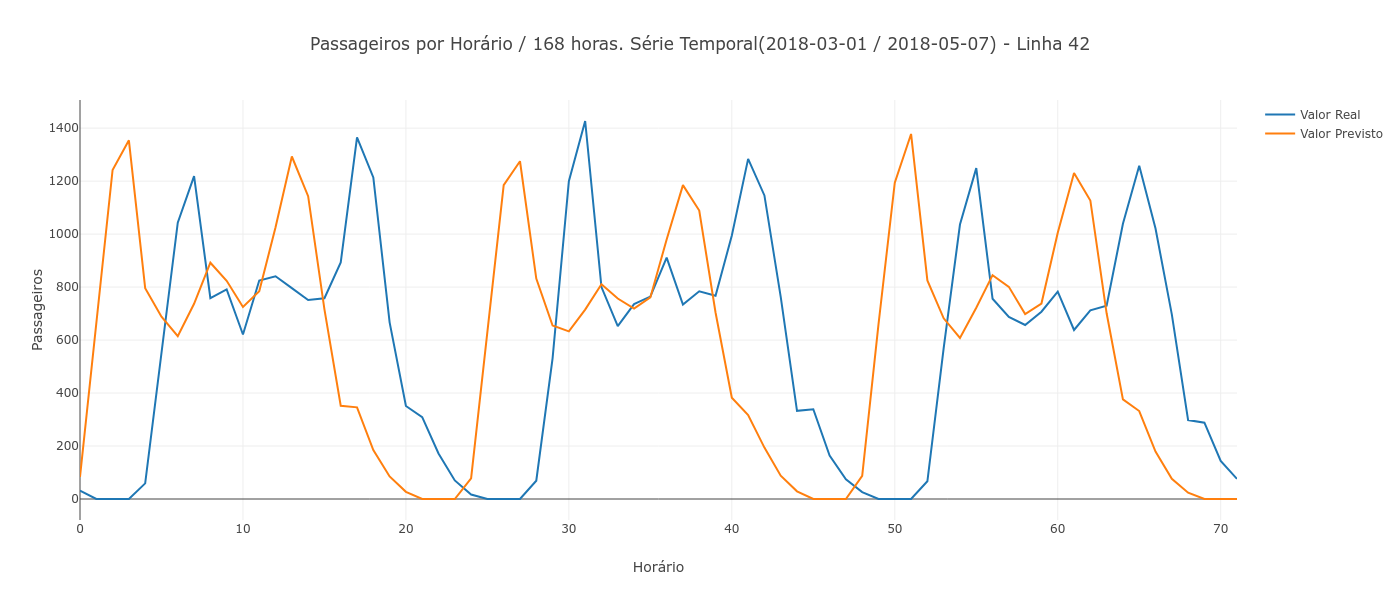 Passageiros por Horário / 168 horas. Série Temporal(2018-03-01 / 2018-05-07) - Linha 42
Valor Real
Valor Previsto
Passageiros
1400
1200
1000
800
600
400
200
0
0 10 20 30 40 50 60 70
Horário